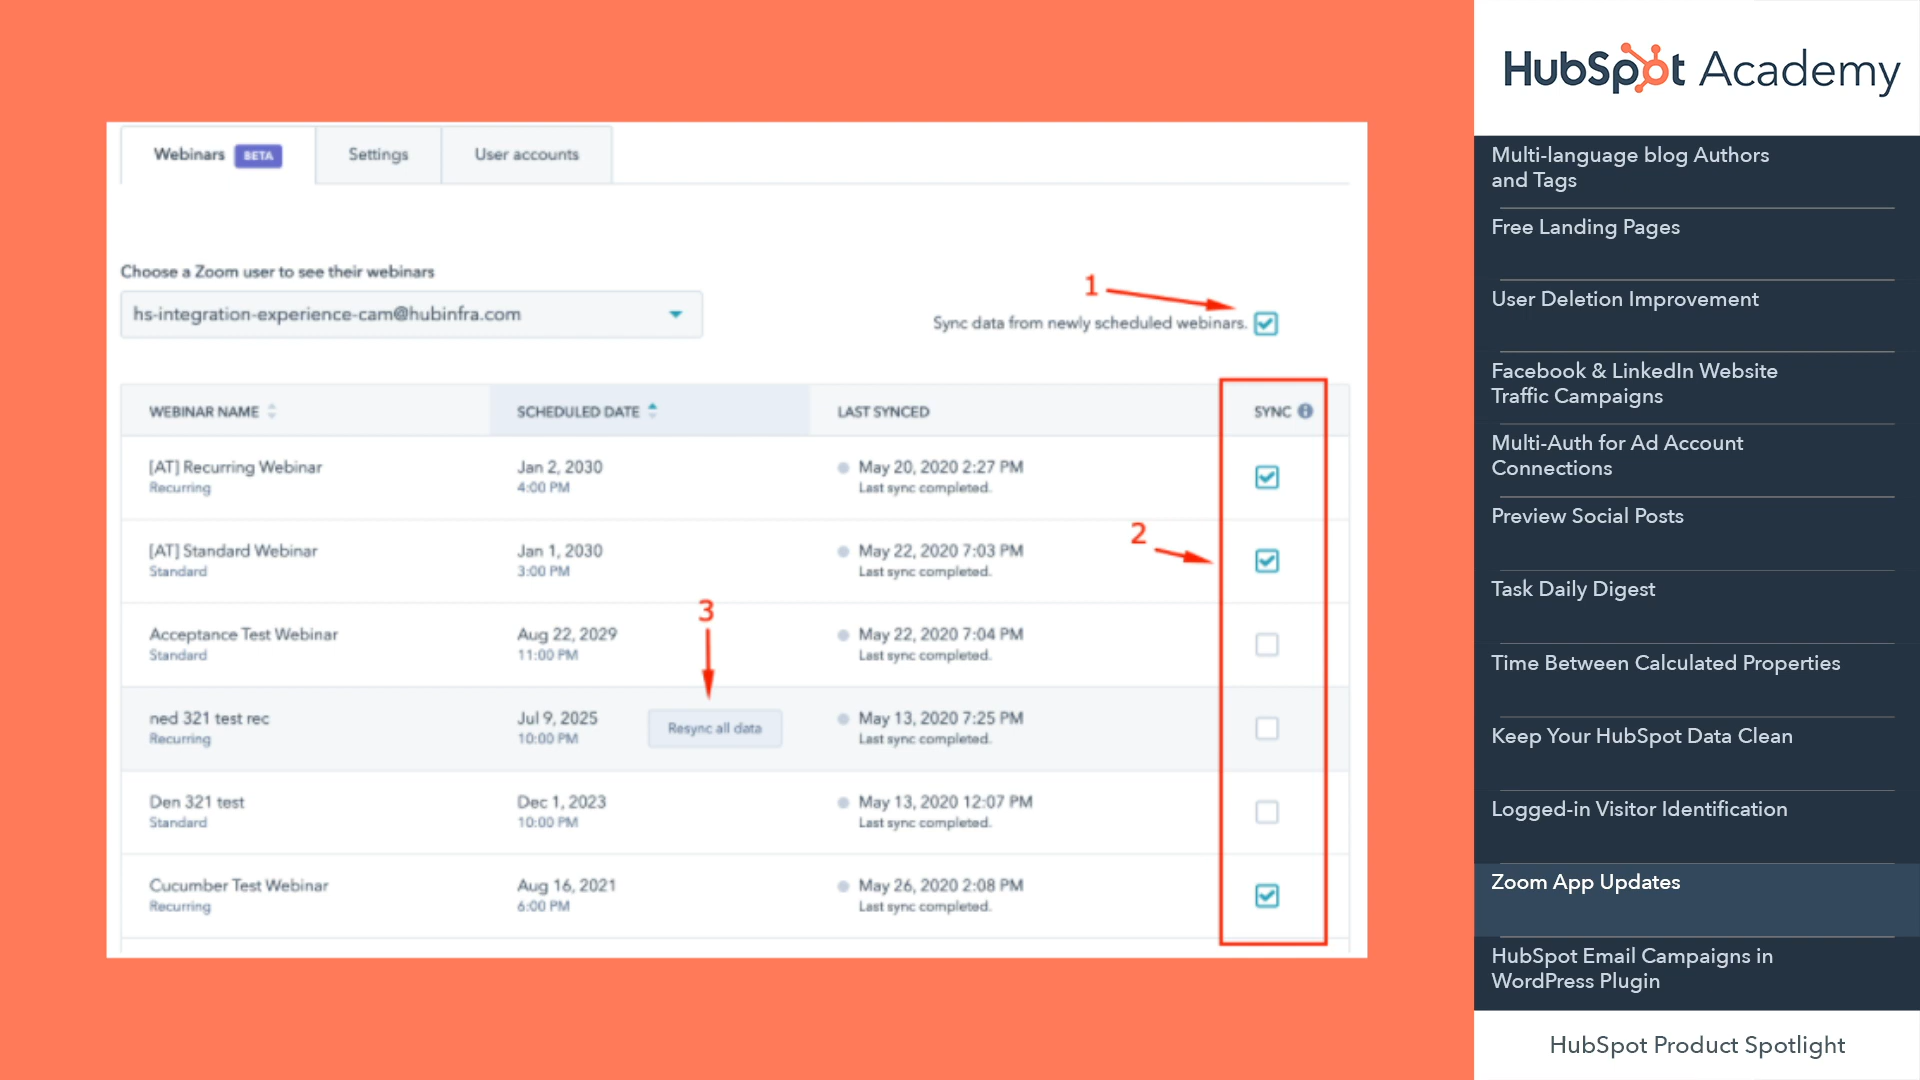 Webinars BETA Settings User accounts
Choose a Zoom user to see their webinars
hs-integration-experience-cam@hubinfra.com
1
Sync data from newly scheduled webinars.
WEBINAR NAME SCHEDULED DATE LAST SYNCED SYNC
[AT] Recurring Webinar Jan 2, 2030 May 20, 2020 2:27 PM
Recurring 4:00 PM Last sync completed.
2
[AT] Standard Webinar Jan 1, 2030 May 22, 2020 7:03 PM
Standard 3:00 PM Last sync completed.
3
Acceptance Test Webinar Aug 22, 2029 May 22, 2020 7:04 PM
Standard 11:00 PM Last sync completed.
ned 321 test rec Jul 9, 2025 May 13, 2020 7:25 PM
Resync all data
Recurring 10:00 PM Last sync completed.
Den 321 test Dec 1, 2023 May 13, 2020 12:07 PM
Standard 10:00 PM Last sync completed.
Cucumber Test Webinar Aug 16, 2021 May 26, 2020 2:08 PM
Recurring 6:00 PM Last sync completed.
HubSpot Academy
Multi-language blog Authors
and Tags
Free Landing Pages
User Deletion Improvement
Facebook & LinkedIn Website
Traffic Campaigns
Multi-Auth for Ad Account
Connections
Preview Social Posts
Task Daily Digest
Time Between Calculated Properties
Keep Your HubSpot Data Clean
Logged-in Visitor Identification
Zoom App Updates
HubSpot Email Campaigns in
WordPress Plugin
HubSpot Product Spotlight